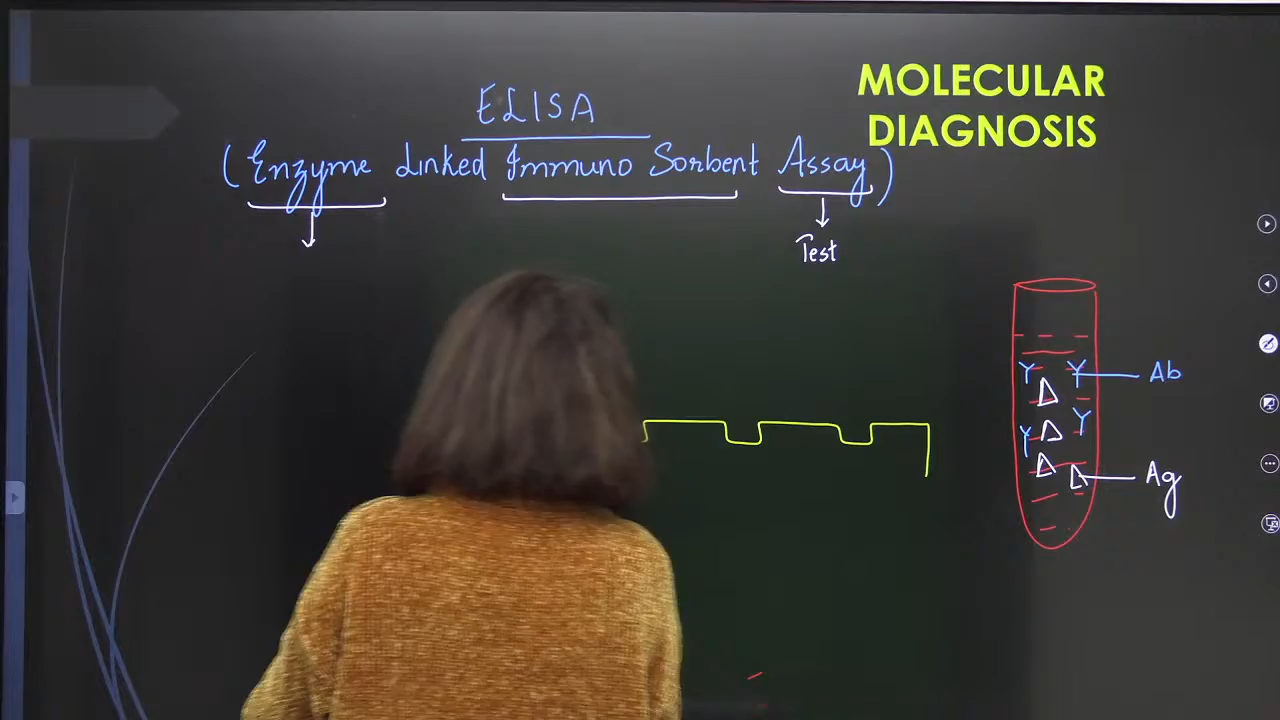 MOLECULAR
DIAGNOSIS
ELISA
(Enzyme Linked Immuno Sorbent Assay)
Test
Ab
Ag